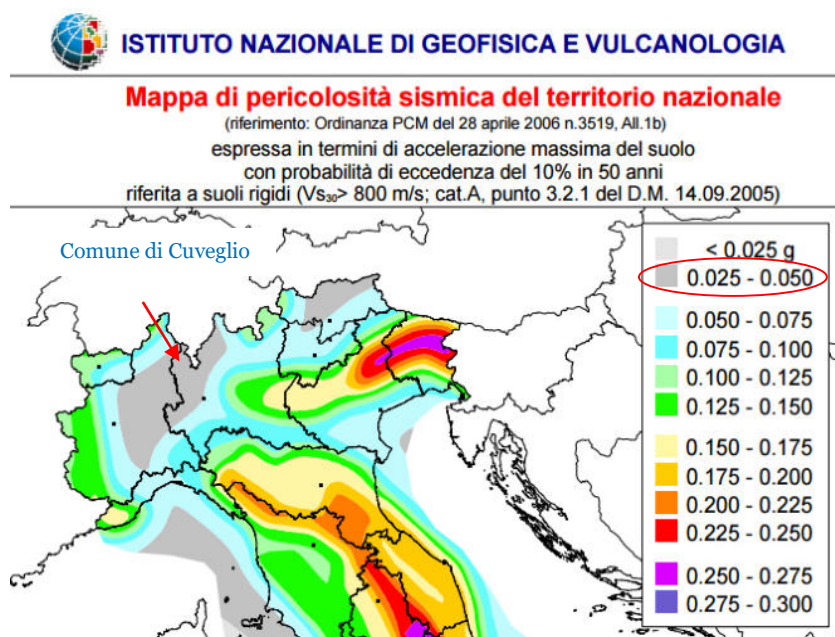 ISTITUTO NAZIONALE DI GEOFISICA E VULCANOLOGIA
Mappa di pericolosità sismica del territorio nazionale
(riferimento: Ordinanza PCM del 28 aprile 2006 n.3519, All.1b)
espressa in termini di accelerazione massima del suolo
con probabilità di eccedenza del 10% in 50 anni
riferita a suoli rigidi (Vs₃₀> 800 m/s; cat.A, punto 3.2.1 del D.M. 14.09.2005)
Comune di Cuveglio
< 0.025 g
0.025 - 0.050
0.050 - 0.075
0.075 - 0.100
0.100 - 0.125
0.125 - 0.150
0.150 - 0.175
0.175 - 0.200
0.200 - 0.225
0.225 - 0.250
0.250 - 0.275
0.275 - 0.300